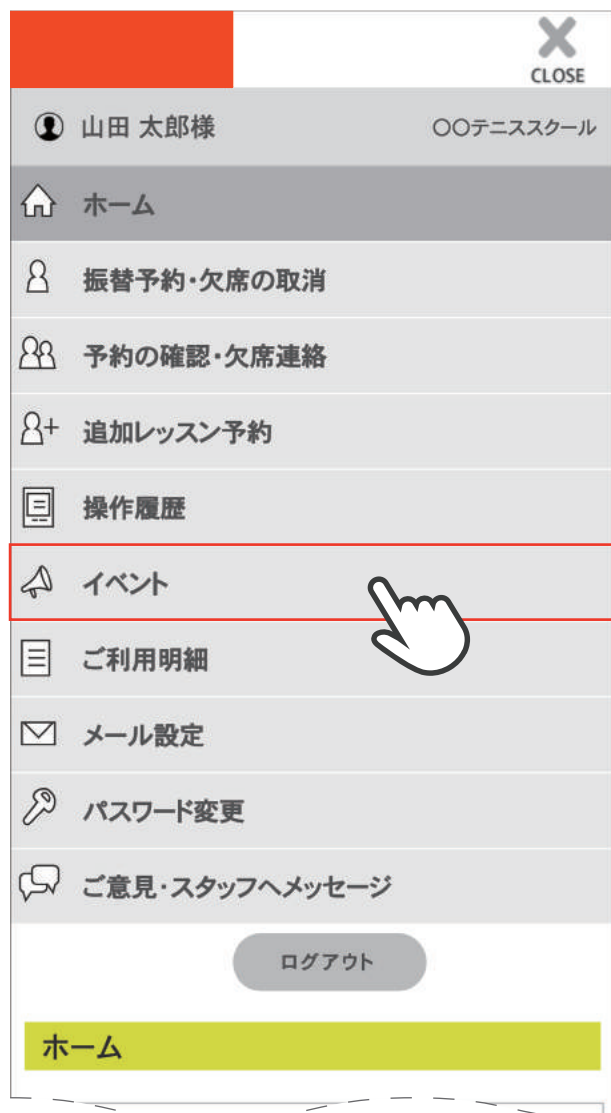 CLOSE
山田 太郎様 〇〇テニススクール
ホーム
振替予約・欠席の取消
予約の確認・欠席連絡
追加レッスン予約
操作履歴
イベント
ご利用明細
メール設定
パスワード変更
ご意見・スタッフへメッセージ
ログアウト
ホーム